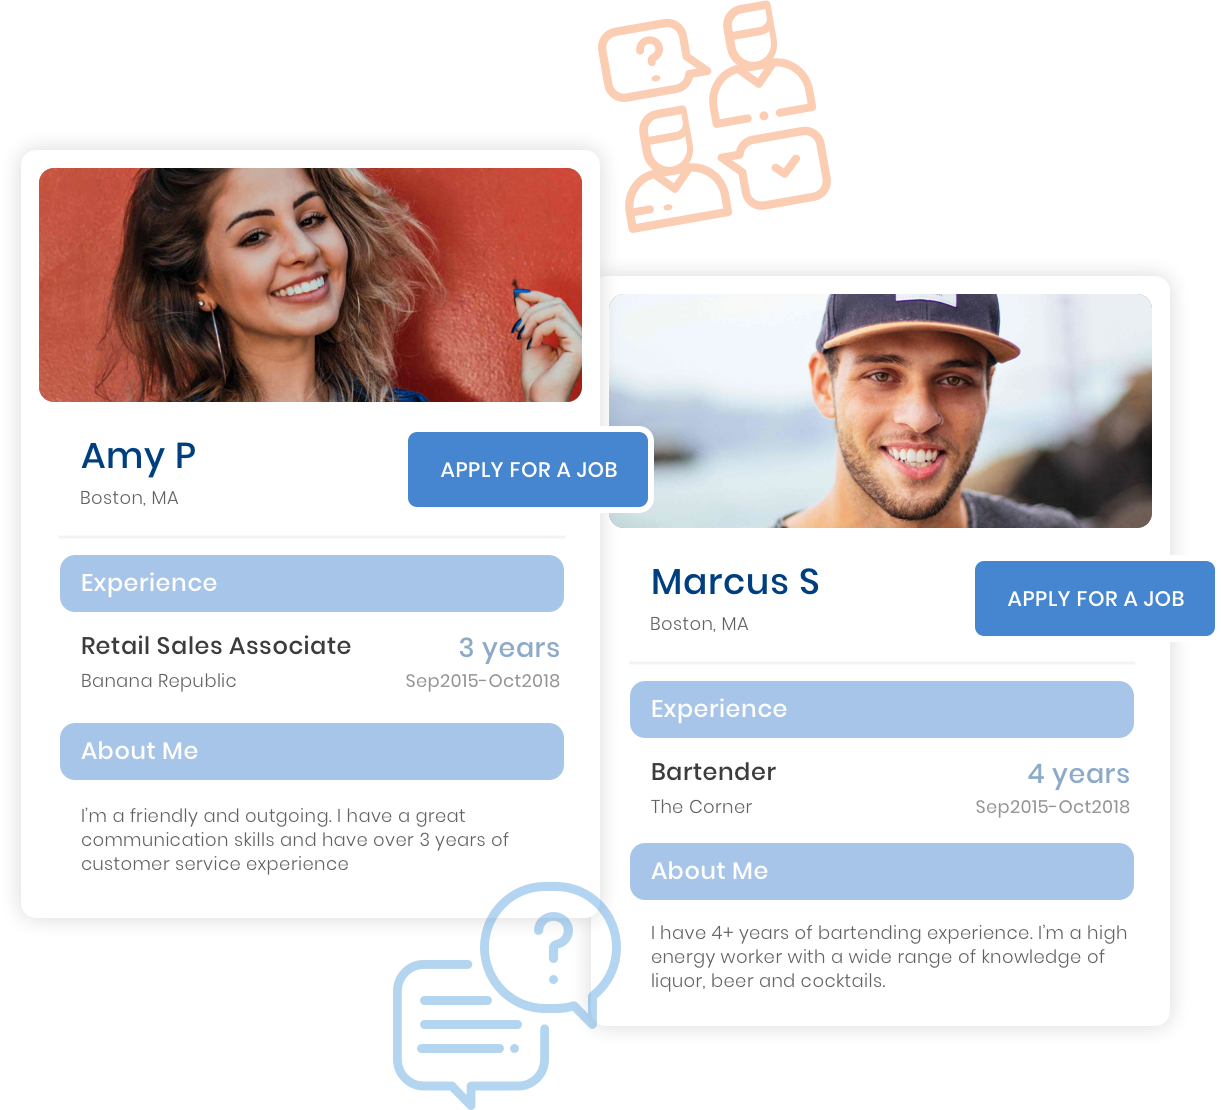 Amy P
Boston, MA
APPLY FOR A JOB
Experience
Retail Sales Associate
3 years
Banana Republic
Sep2015-Oct2018
About Me
I'm a friendly and outgoing. I have a great
communication skills and have over 3 years of
customer service experience
Marcus S
Boston, MA
APPLY FOR A JOB
Experience
Bartender
4 years
The Corner
Sep2015-Oct2018
About Me
I have 4+ years of bartending experience. I'm a high
energy worker with a wide range of knowledge of
liquor, beer and cocktails.
?
?